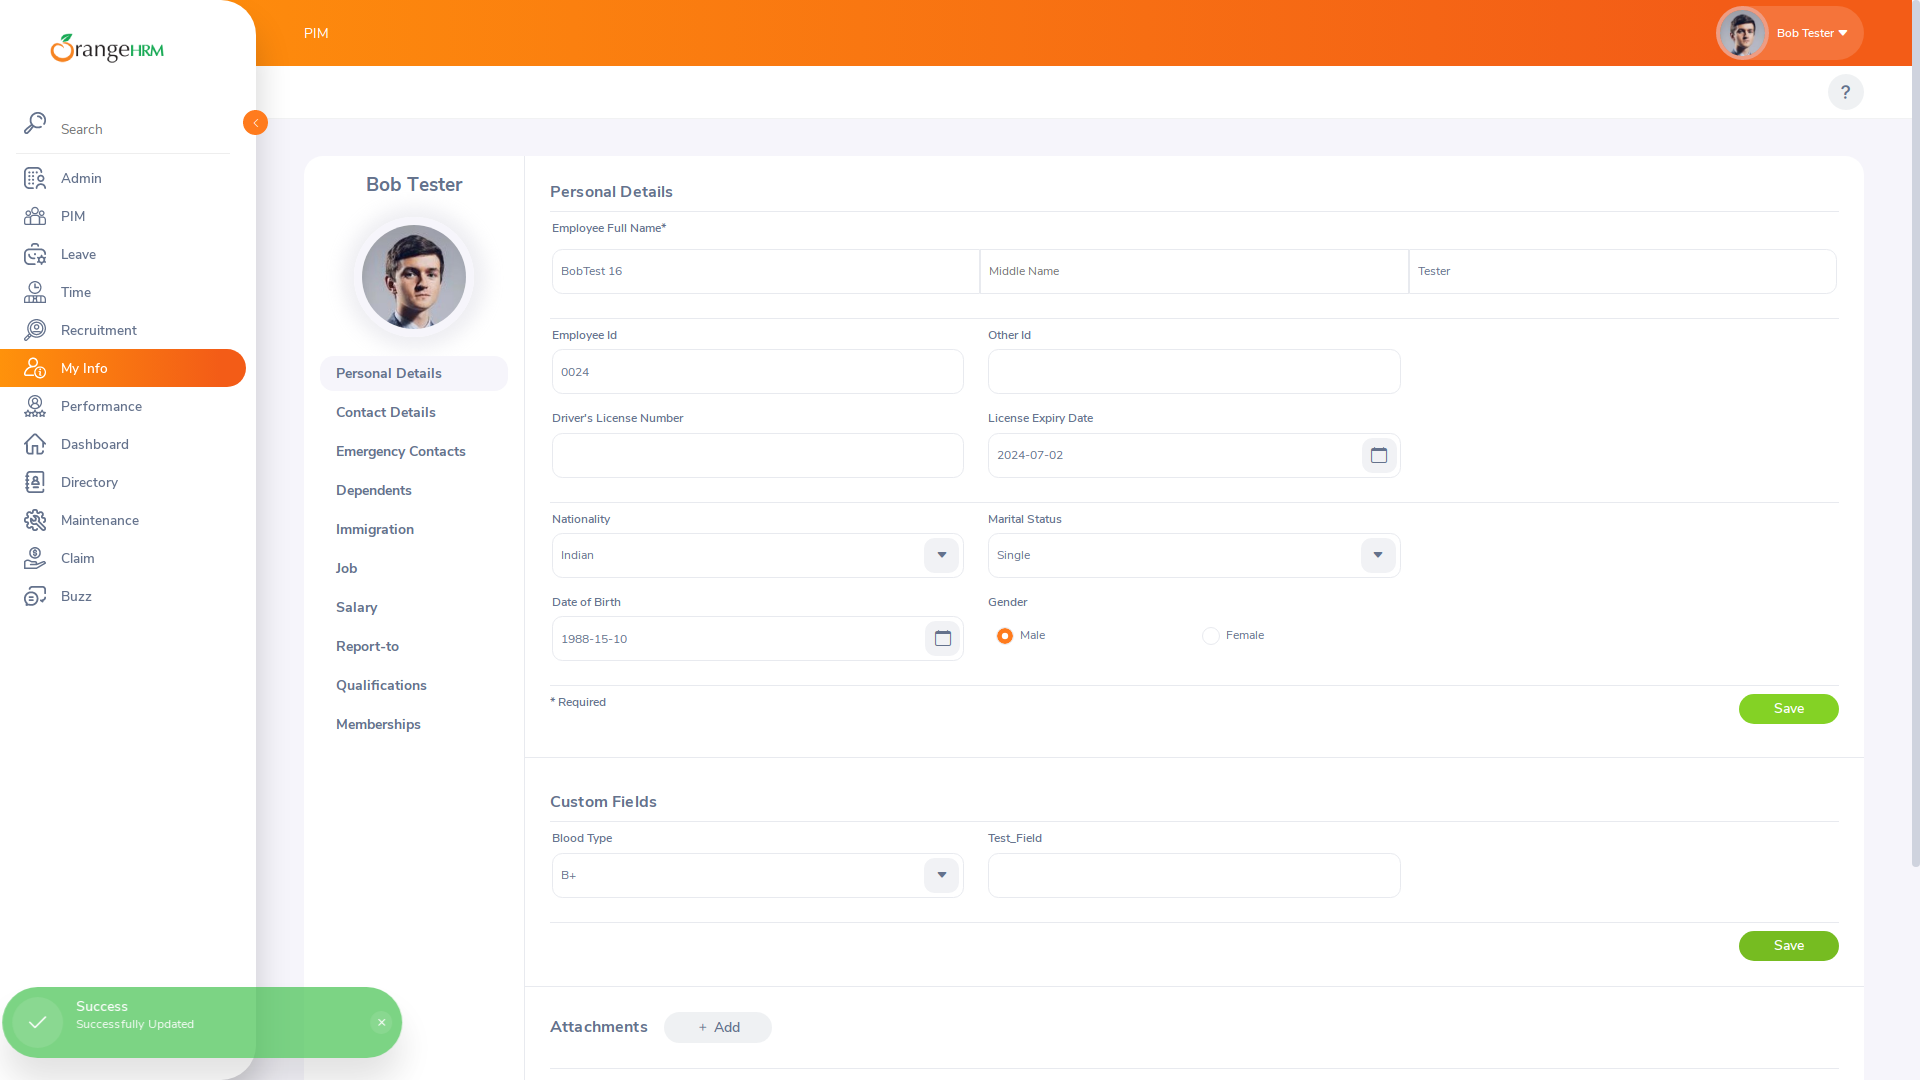 OrangeHRM
PIM
Bob Tester
?
Search
Admin
PIM
Leave
Time
Recruitment
My Info
Performance
Dashboard
Directory
Maintenance
Claim
Buzz
Bob Tester
Personal Details
Contact Details
Emergency Contacts
Dependents
Immigration
Job
Salary
Report-to
Qualifications
Memberships
Personal Details
Employee Full Name*
BobTest 16
Middle Name
Tester
Employee Id
Other Id
0024
Driver's License Number
License Expiry Date
2024-07-02
Nationality
Marital Status
Indian
Single
Date of Birth
Gender
1988-15-10
Male
Female
* Required
Save
Custom Fields
Blood Type
Test_Field
B+
Save
Attachments
+ Add
Success
Successfully Updated